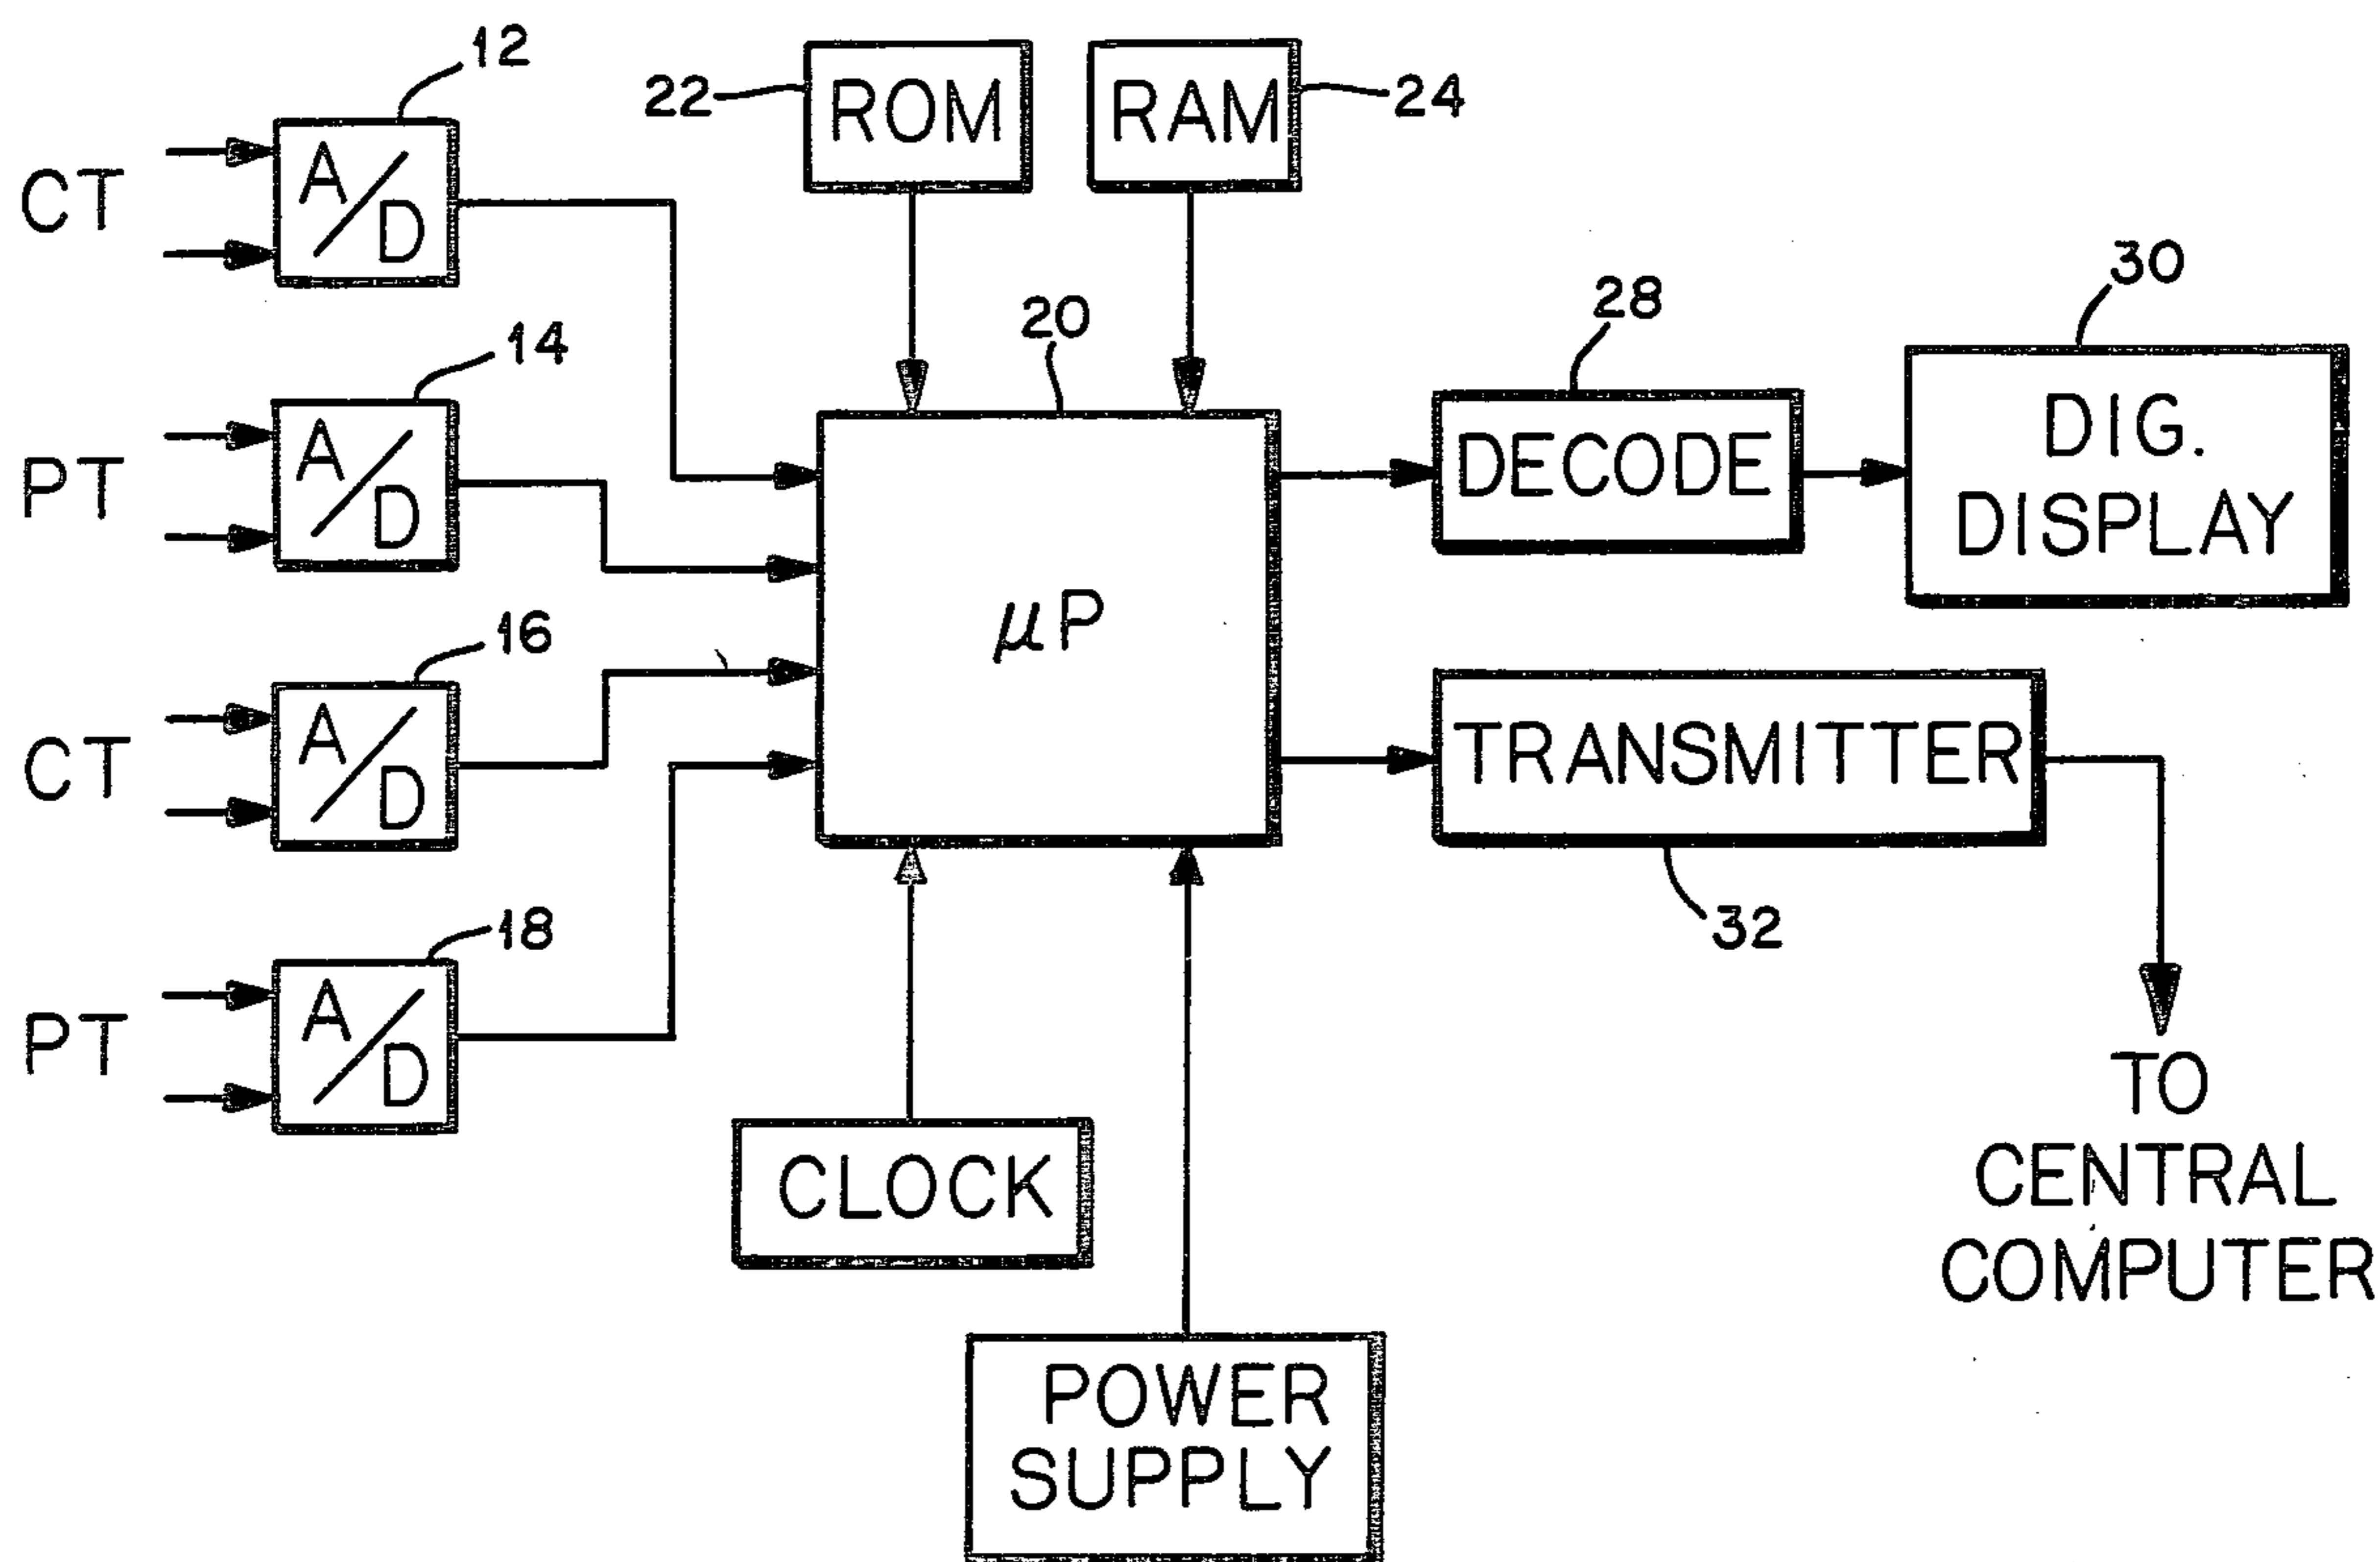 12
CT
A/D
14
PT
A/D
16
CT
A/D
18
PT
A/D
22
ROM
RAM
24
20
μP
28
DECODE
30
DIG.
DISPLAY
TRANSMITTER
32
CLOCK
POWER
SUPPLY
TO
CENTRAL
COMPUTER